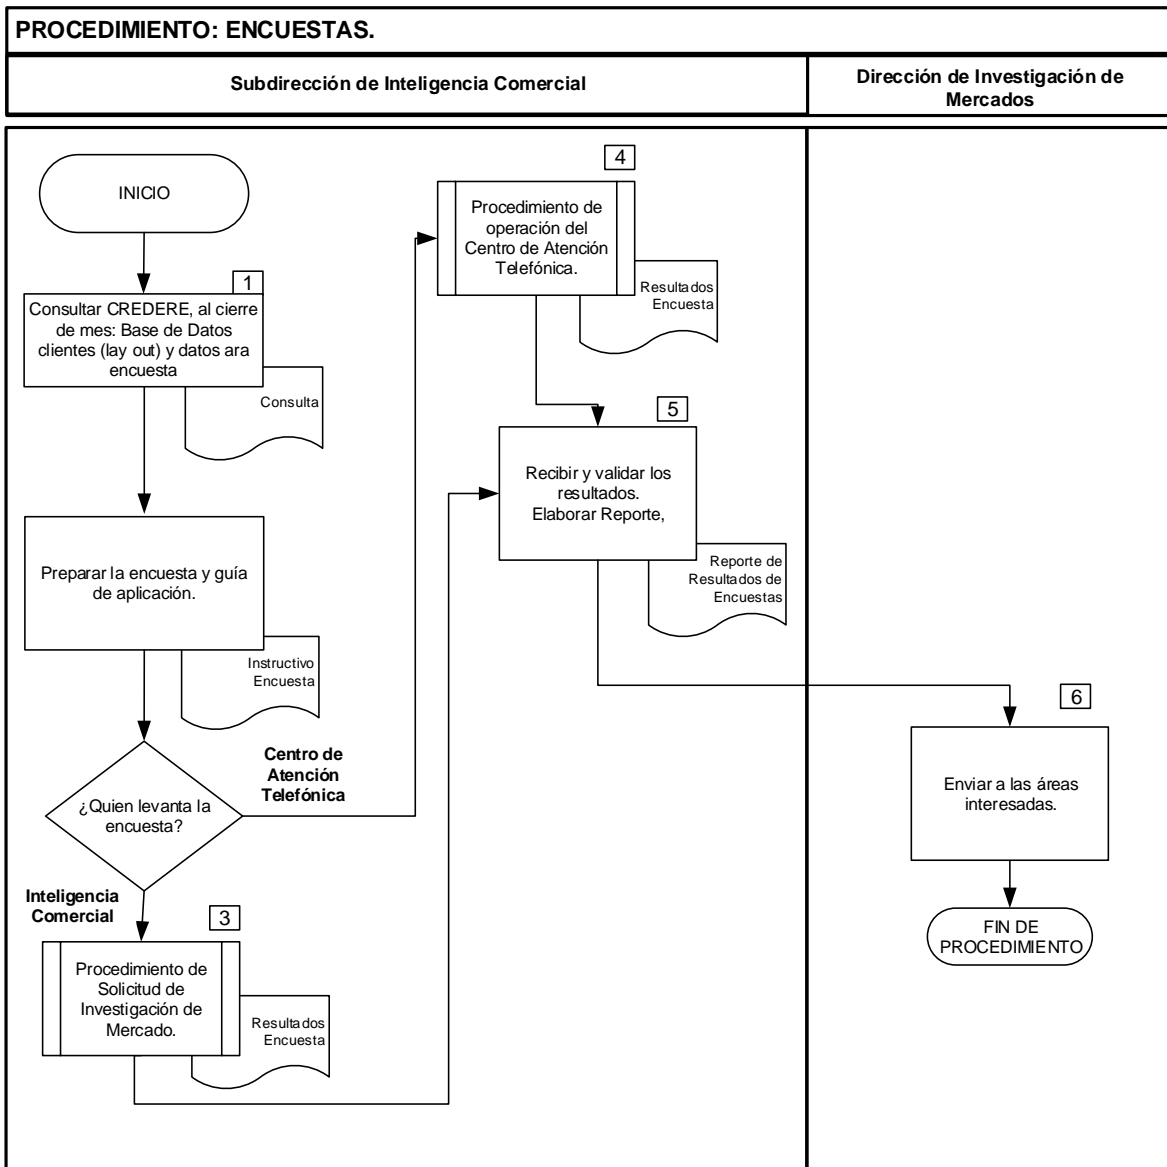 PROCEDIMIENTO: ENCUESTAS.
Subdirección de Inteligencia Comercial
Dirección de Investigación de
Mercados
INICIO
1
Consultar CREDERE, al cierre
de mes: Base de Datos
clientes (lay out) y datos ara
encuesta
Consulta
Preparar la encuesta y guía
de aplicación.
Instructivo
Encuesta
¿Quien levanta la
encuesta?
Centro de
Atención
Telefónica
Inteligencia
Comercial
3
Procedimiento de
Solicitud de
Investigación de
Mercado.
Resultados
Encuesta
4
Procedimiento de
operación del
Centro de Atención
Telefónica.
Resultados
Encuesta
5
Recibir y validar los
resultados.
Elaborar Reporte,
Reporte de
Resultados de
Encuestas
6
Enviar a las áreas
interesadas.
FIN DE
PROCEDIMIENTO